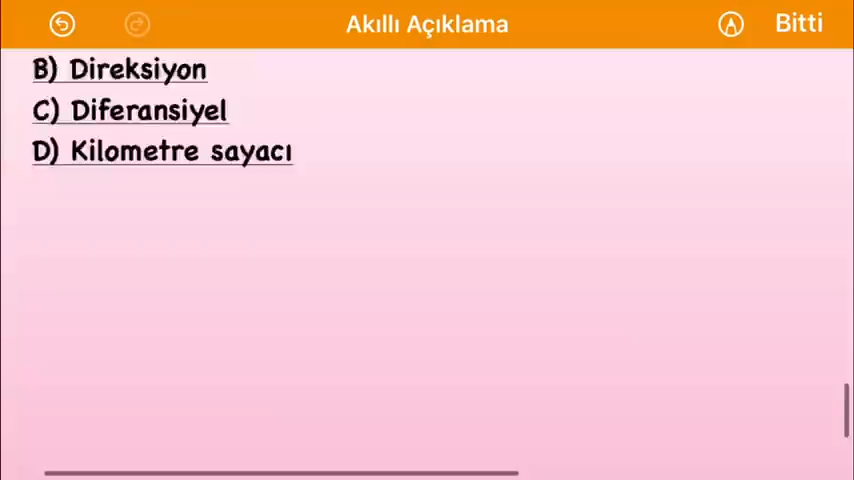 Akıllı Açıklama
Bitti
B) Direksiyon
C) Diferansiyel
D) Kilometre sayacı